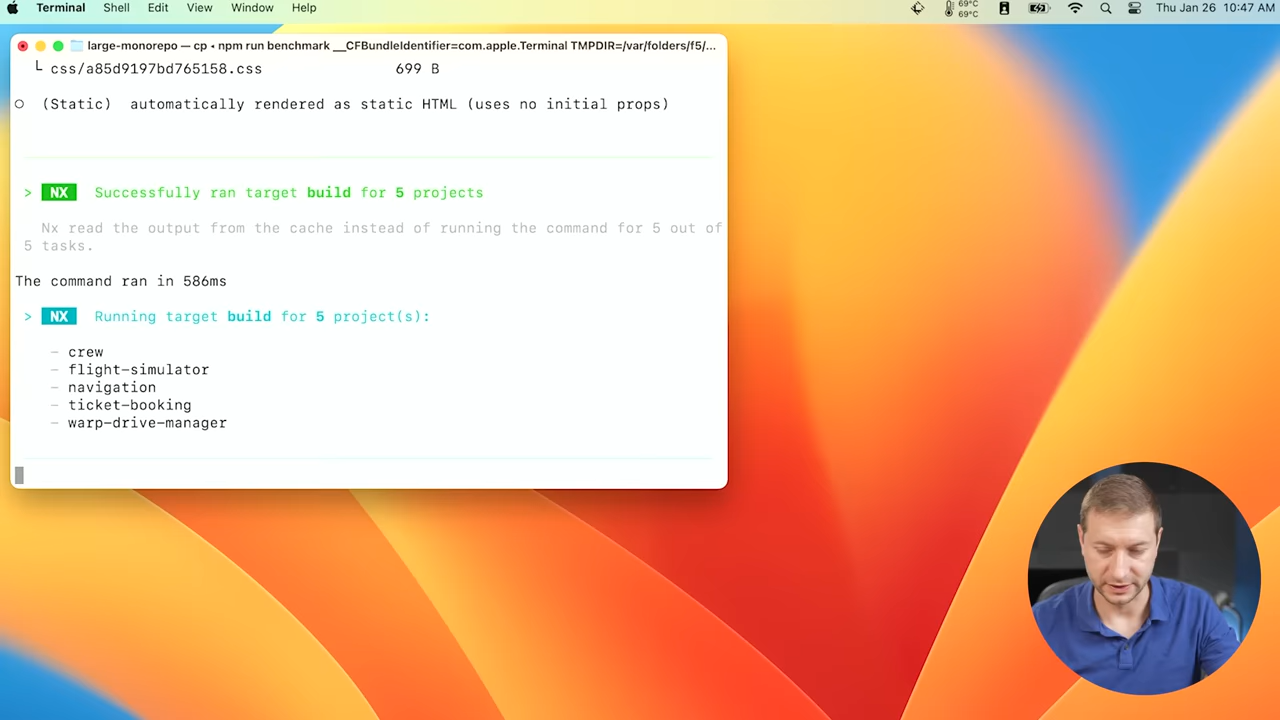 Terminal Shell Edit View Window Help 69°C 69°C Thu Jan 26 10:47 AM
large-monorepo — cp • npm run benchmark __CFBundleIdentifier=com.apple.Terminal TMPDIR=/var/folders/f5/...
└ css/a85d9197bd765158.css 699 B
○ (Static) automatically rendered as static HTML (uses no initial props)
> NX Successfully ran target build for 5 projects
Nx read the output from the cache instead of running the command for 5 out of
5 tasks.
The command ran in 586ms
> NX Running target build for 5 project(s):
– crew
– flight-simulator
– navigation
– ticket-booking
– warp-drive-manager